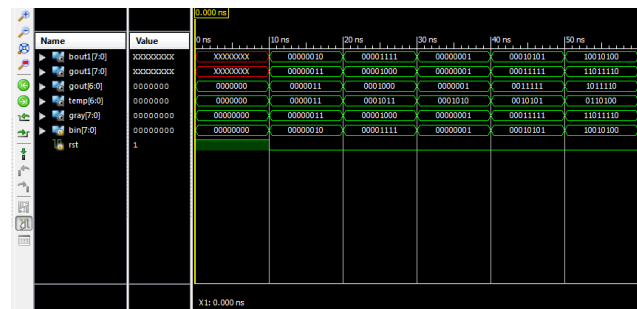 0.000 ns
Name Value 0 ns 10 ns 20 ns 30 ns 40 ns 50 ns
bout1[7:0] XXXXXXXX XXXXXXXX 00000010 00001111 00000001 00010101 10010100
gout1[7:0] XXXXXXXX XXXXXXXX 00000011 00001000 00000001 00011111 11011110
gout[6:0] 0000000 0000000 0000011 0001000 0000001 0011111 1011110
temp[6:0] 0000000 0000000 0000011 0001011 0001010 0010101 0110100
gray[7:0] 00000000 00000000 00000011 00001000 00000001 00011111 11011110
bin[7:0] 00000000 00000000 00000010 00001111 00000001 00010101 10010100
rst 1
X1: 0.000 ns